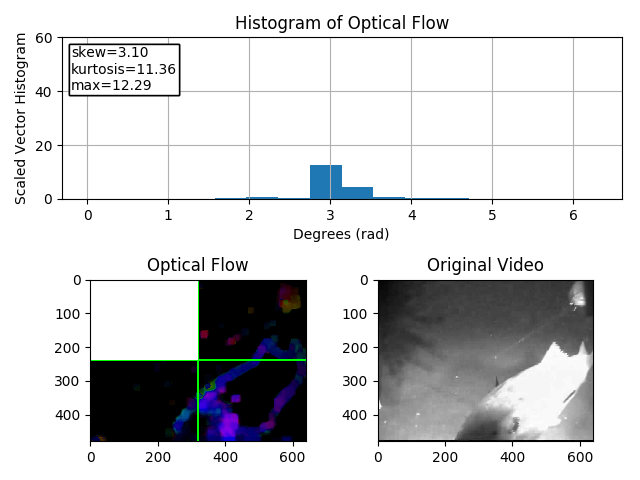 Histogram of Optical Flow
Scaled Vector Histogram
60
40
20
0
skew=3.10
kurtosis=11.36
max=12.29
0 1 2 3 4 5 6
Degrees (rad)
Optical Flow
0
100
200
300
400
0 200 400 600
Original Video
0
100
200
300
400
0 200 400 600